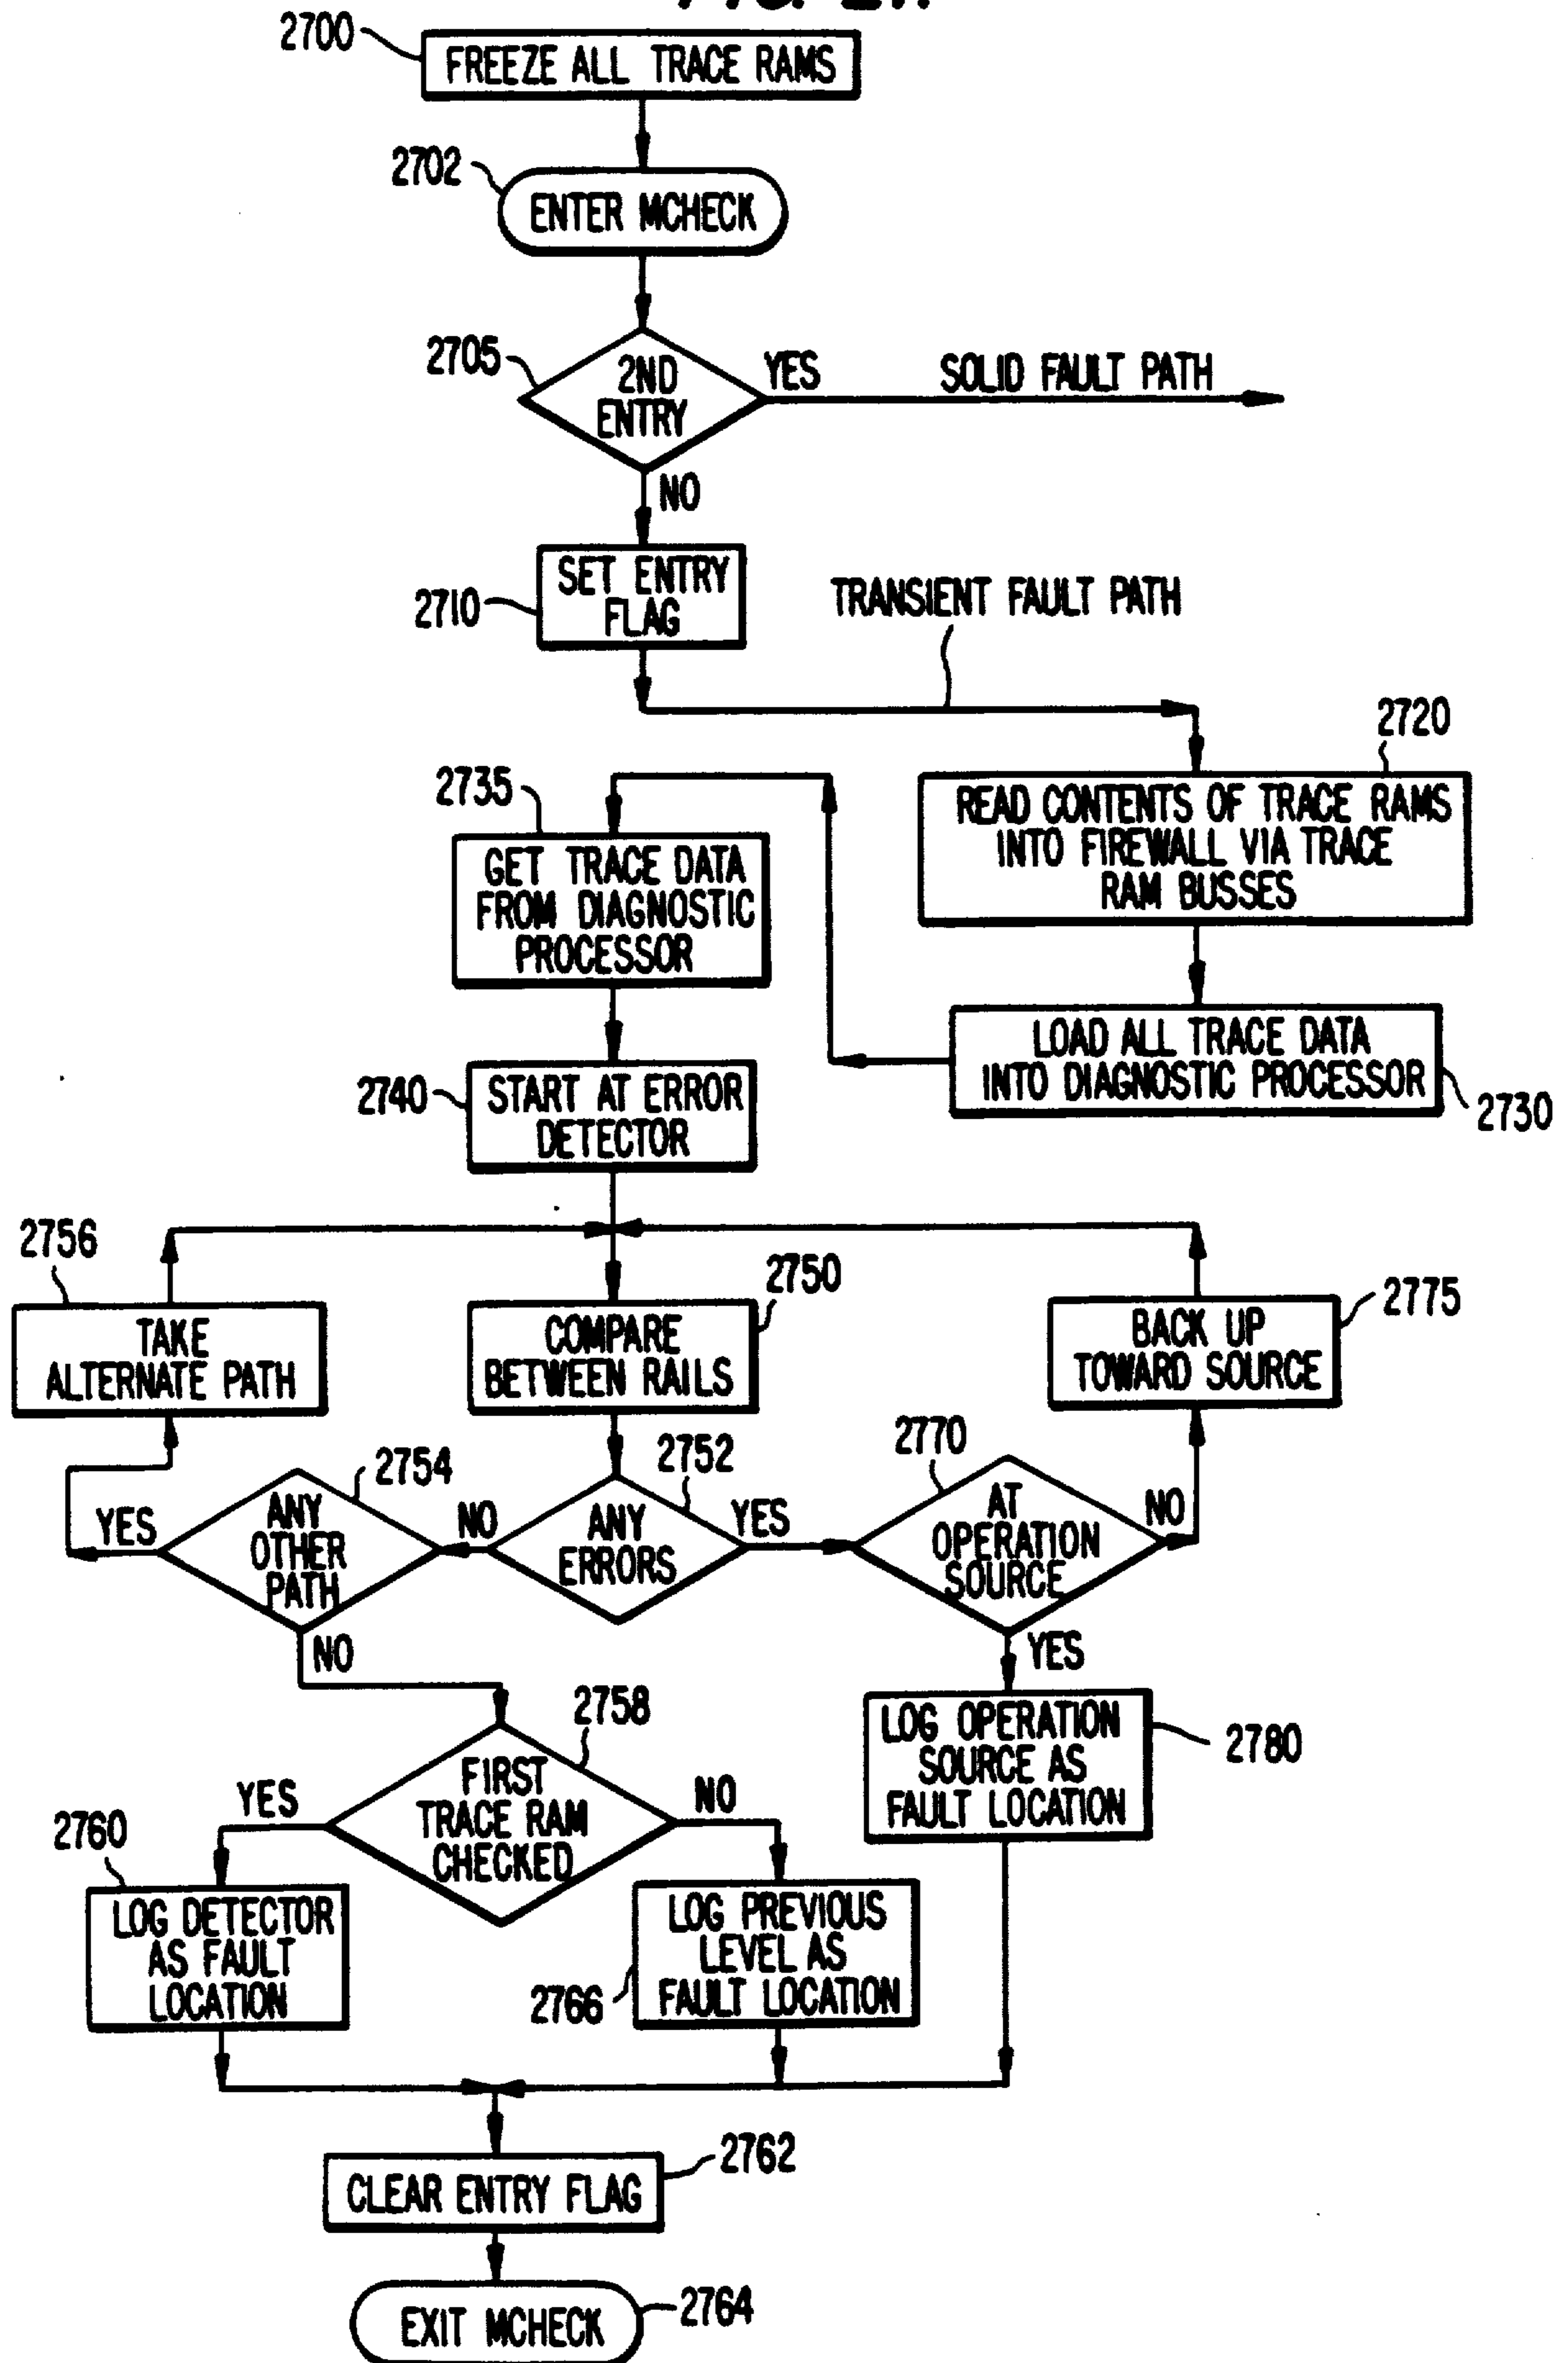 2700
FREEZE ALL TRACE RAMS
2702
ENTER MCHECK
2705
2ND
ENTRY
YES
SOLID FAULT PATH
NO
2710
SET ENTRY
FLAG
TRANSIENT FAULT PATH
2720
READ CONTENTS OF TRACE RAMS
INTO FIREWALL VIA TRACE
RAM BUSSES
2735
GET TRACE DATA
FROM DIAGNOSTIC
PROCESSOR
LOAD ALL TRACE DATA
INTO DIAGNOSTIC PROCESSOR
2730
2740
START AT ERROR
DETECTOR
2756
TAKE
ALTERNATE PATH
2750
COMPARE
BETWEEN RAILS
2775
BACK UP
TOWARD SOURCE
2754
ANY
OTHER
PATH
YES
NO
2752
ANY
ERRORS
YES
2770
AT
OPERATION
SOURCE
NO
NO
YES
2758
FIRST
TRACE RAM
CHECKED
YES
NO
LOG OPERATION
SOURCE AS
FAULT LOCATION
2780
2760
LOG DETECTOR
AS FAULT
LOCATION
2766
LOG PREVIOUS
LEVEL AS
FAULT LOCATION
2762
CLEAR ENTRY FLAG
EXIT MCHECK
2764